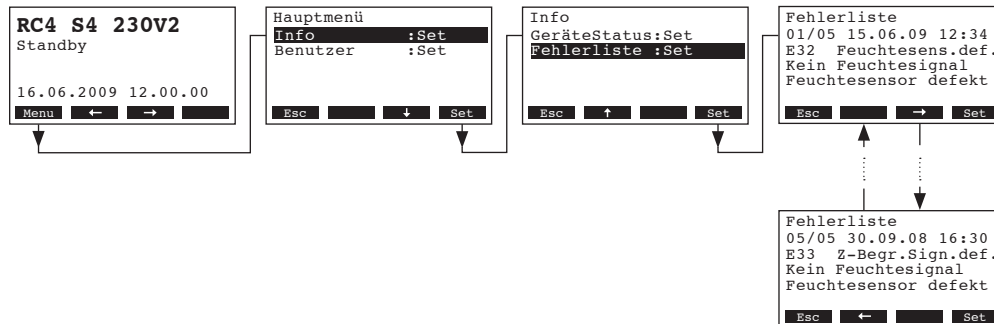 RC4 S4 230V2
Standby
16.06.2009 12.00.00
Menu ← →
Hauptmenü
Info :Set
Benutzer :Set
Esc ↓ Set
Info
GeräteStatus:Set
Fehlerliste :Set
Esc ↑ Set
Fehlerliste
01/05 15.06.09 12:34
E32 Feuchtesens.def.
Kein Feuchtesignal
Feuchtesensor defekt
Esc → Set
Fehlerliste
05/05 30.09.08 16:30
E33 Z-Begr.Sign.def.
Kein Feuchtesignal
Feuchtesensor defekt
Esc ← Set